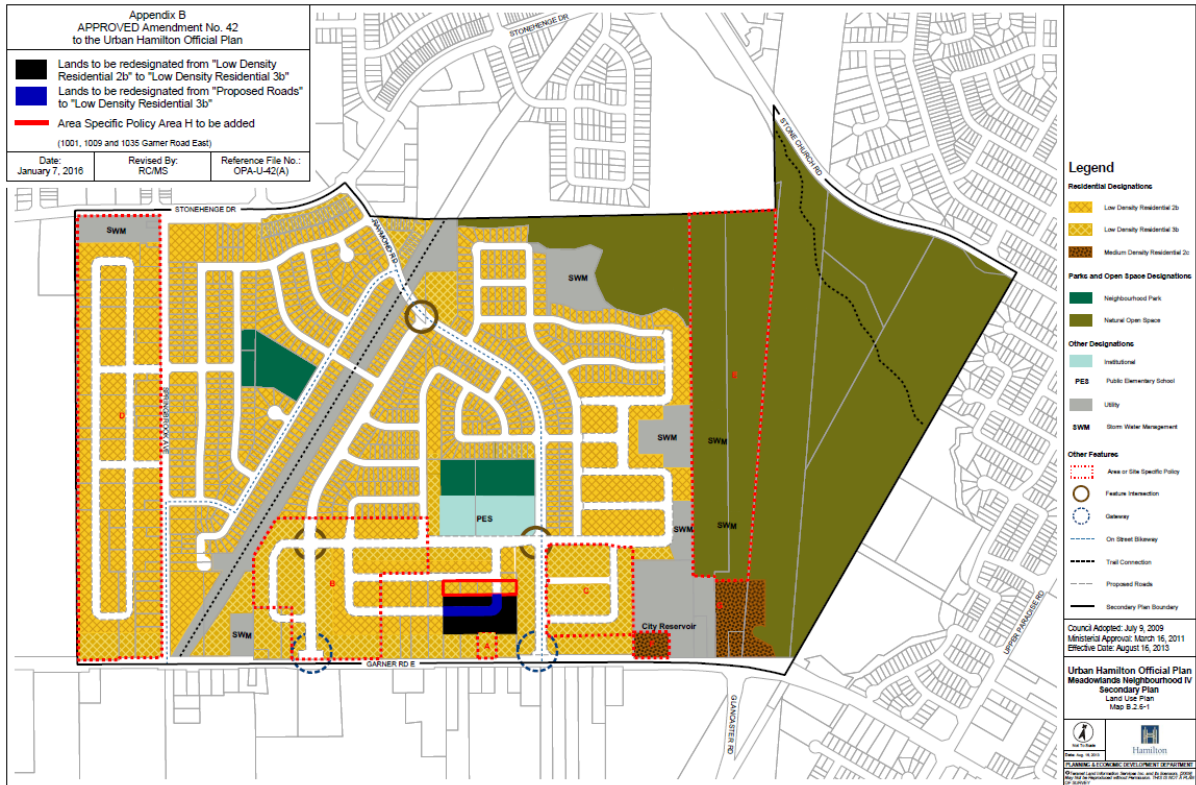 Appendix B
APPROVED Amendment No. 42
to the Urban Hamilton Official Plan
Lands to be redesignated from "Low Density
Residential 2b" to "Low Density Residential 3b"
Lands to be redesignated from "Proposed Roads"
to "Low Density Residential 3b"
Area Specific Policy Area H to be added
(1001, 1009 and 1035 Garner Road East)
Date:
January 7, 2016
Revised By:
RC/MS
Reference File No.:
OPA-U-42(A)
STONEHENGE DR
STONE CHURCH RD
STONEHENGE DR
RAYMOND RD
SWM
SWM
SPRINGBROOK AVE
D
E
SWM
SWM
PES
SWM
SWM
B
C
G
SWM
City Reservoir
A
GARNER RD E
GLANCASTER RD
UPPER PARADISE RD
Legend
Residential Designations
Low Density Residential 2b
Low Density Residential 3b
Medium Density Residential 2c
Parks and Open Space Designations
Neighbourhood Park
Natural Open Space
Other Designations
Institutional
PES Public Elementary School
Utility
SWM Storm Water Management
Other Features
Area or Site Specific Policy
Feature Intersection
Gateway
On Street Bikeway
Trail Connection
Proposed Roads
Secondary Plan Boundary
Council Adopted: July 9, 2009
Ministerial Approval: March 16, 2011
Effective Date: August 16, 2013
Urban Hamilton Official Plan
Meadowlands Neighbourhood IV
Secondary Plan
Land Use Plan
Map B.2.6-1
Not To Scale
Hamilton
PLANNING & ECONOMIC DEVELOPMENT DEPARTMENT